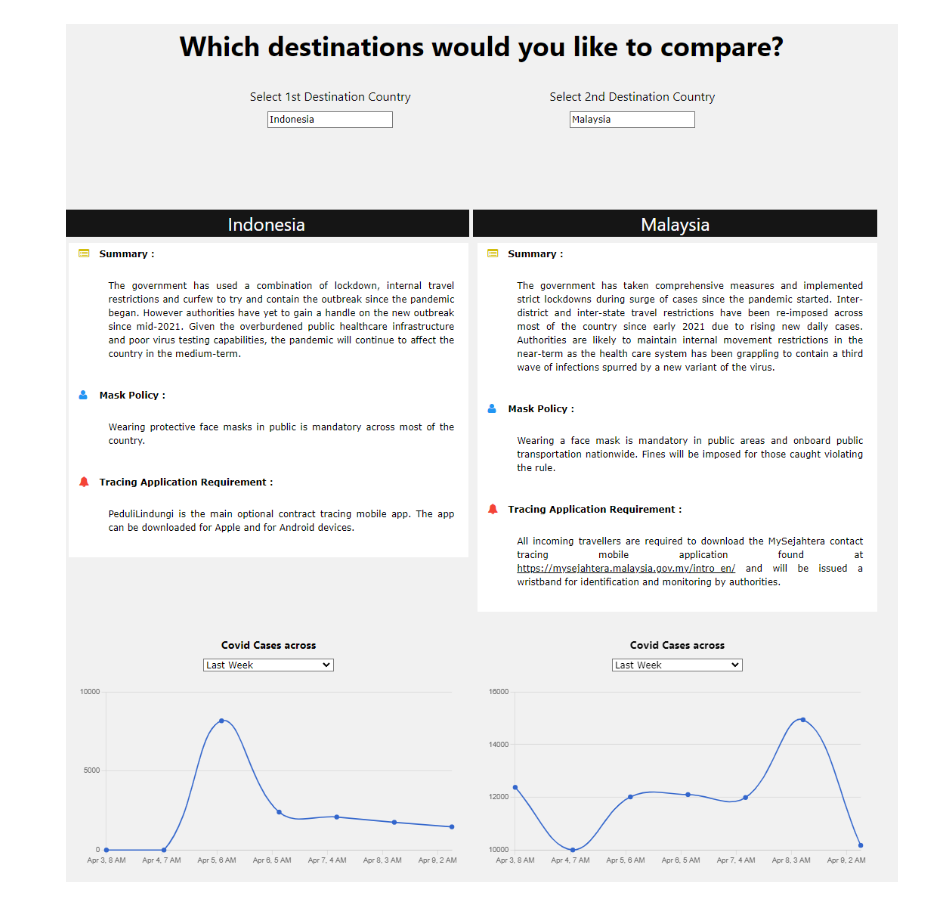 Which destinations would you like to compare?
Select 1st Destination Country
Select 2nd Destination Country
Indonesia
Malaysia
Indonesia
Summary :
The government has used a combination of lockdown, internal travel
restrictions and curfew to try and contain the outbreak since the pandemic
began. However authorities have yet to gain a handle on the new outbreak
since mid-2021. Given the overburdened public healthcare infrastructure
and poor virus testing capabilities, the pandemic will continue to affect the
country in the medium-term.
Mask Policy :
Wearing protective face masks in public is mandatory across most of the
country.
Tracing Application Requirement :
PeduliLindungi is the main optional contract tracing mobile app. The app
can be downloaded for Apple and for Android devices.
Malaysia
Summary :
The government has taken comprehensive measures and implemented
strict lockdowns during surge of cases since the pandemic started. Inter-
district and inter-state travel restrictions have been re-imposed across
most of the country since early 2021 due to rising new daily cases.
Authorities are likely to maintain internal movement restrictions in the
near-term as the health care system has been grappling to contain a third
wave of infections spurred by a new variant of the virus.
Mask Policy :
Wearing a face mask is mandatory in public areas and onboard public
transportation nationwide. Fines will be imposed for those caught violating
the rule.
Tracing Application Requirement :
All incoming travellers are required to download the MySejahtera contact
tracing mobile application found at
https://mysejahtera.malaysia.gov.my/intro_en/ and will be issued a
wristband for identification and monitoring by authorities.
Covid Cases across
Last Week
10000
5000
0
Apr 3, 8 AM Apr 4, 7 AM Apr 5, 6 AM Apr 6, 5 AM Apr 7, 4 AM Apr 8, 3 AM Apr 9, 2 AM
Covid Cases across
Last Week
16000
14000
12000
10000
Apr 3, 8 AM Apr 4, 7 AM Apr 5, 6 AM Apr 6, 5 AM Apr 7, 4 AM Apr 8, 3 AM Apr 9, 2 AM